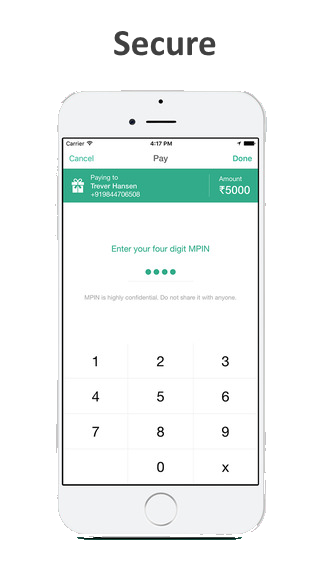 Secure
Carrier 4:17 PM
Cancel Pay Done
Paying to
Trever Hansen
+919844706508
Amount
₹5000
Enter your four digit MPIN
MPIN is highly confidential. Do not share it with anyone.
1 2 3
4 5 6
7 8 9
0 x